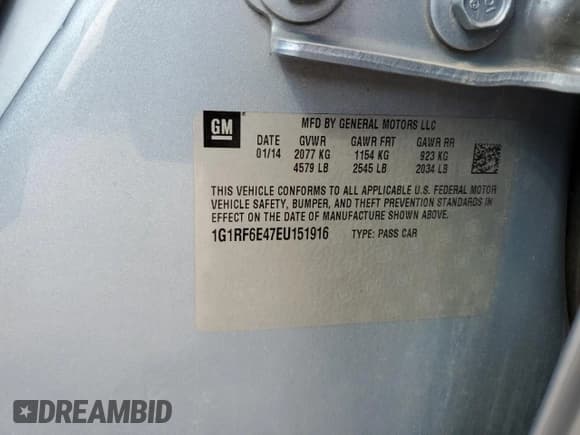 GM
MFD BY GENERAL MOTORS LLC
DATE GVWR GAWR FRT GAWR RR
01/14 2077 KG 1154 KG 923 KG
4579 LB 2545 LB 2034 LB
THIS VEHICLE CONFORMS TO ALL APPLICABLE U.S. FEDERAL MOTOR
VEHICLE SAFETY, BUMPER, AND THEFT PREVENTION STANDARDS IN
EFFECT ON THE DATE OF MANUFACTURE SHOWN ABOVE.
1G1RF6E47EU151916 TYPE: PASS CAR
DREAMBID